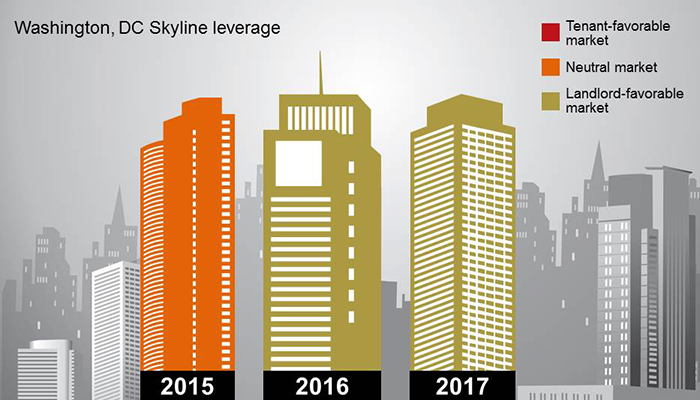 Washington, DC Skyline leverage
Tenant-favorable
market
Neutral market
Landlord-favorable
market
2015
2016
2017